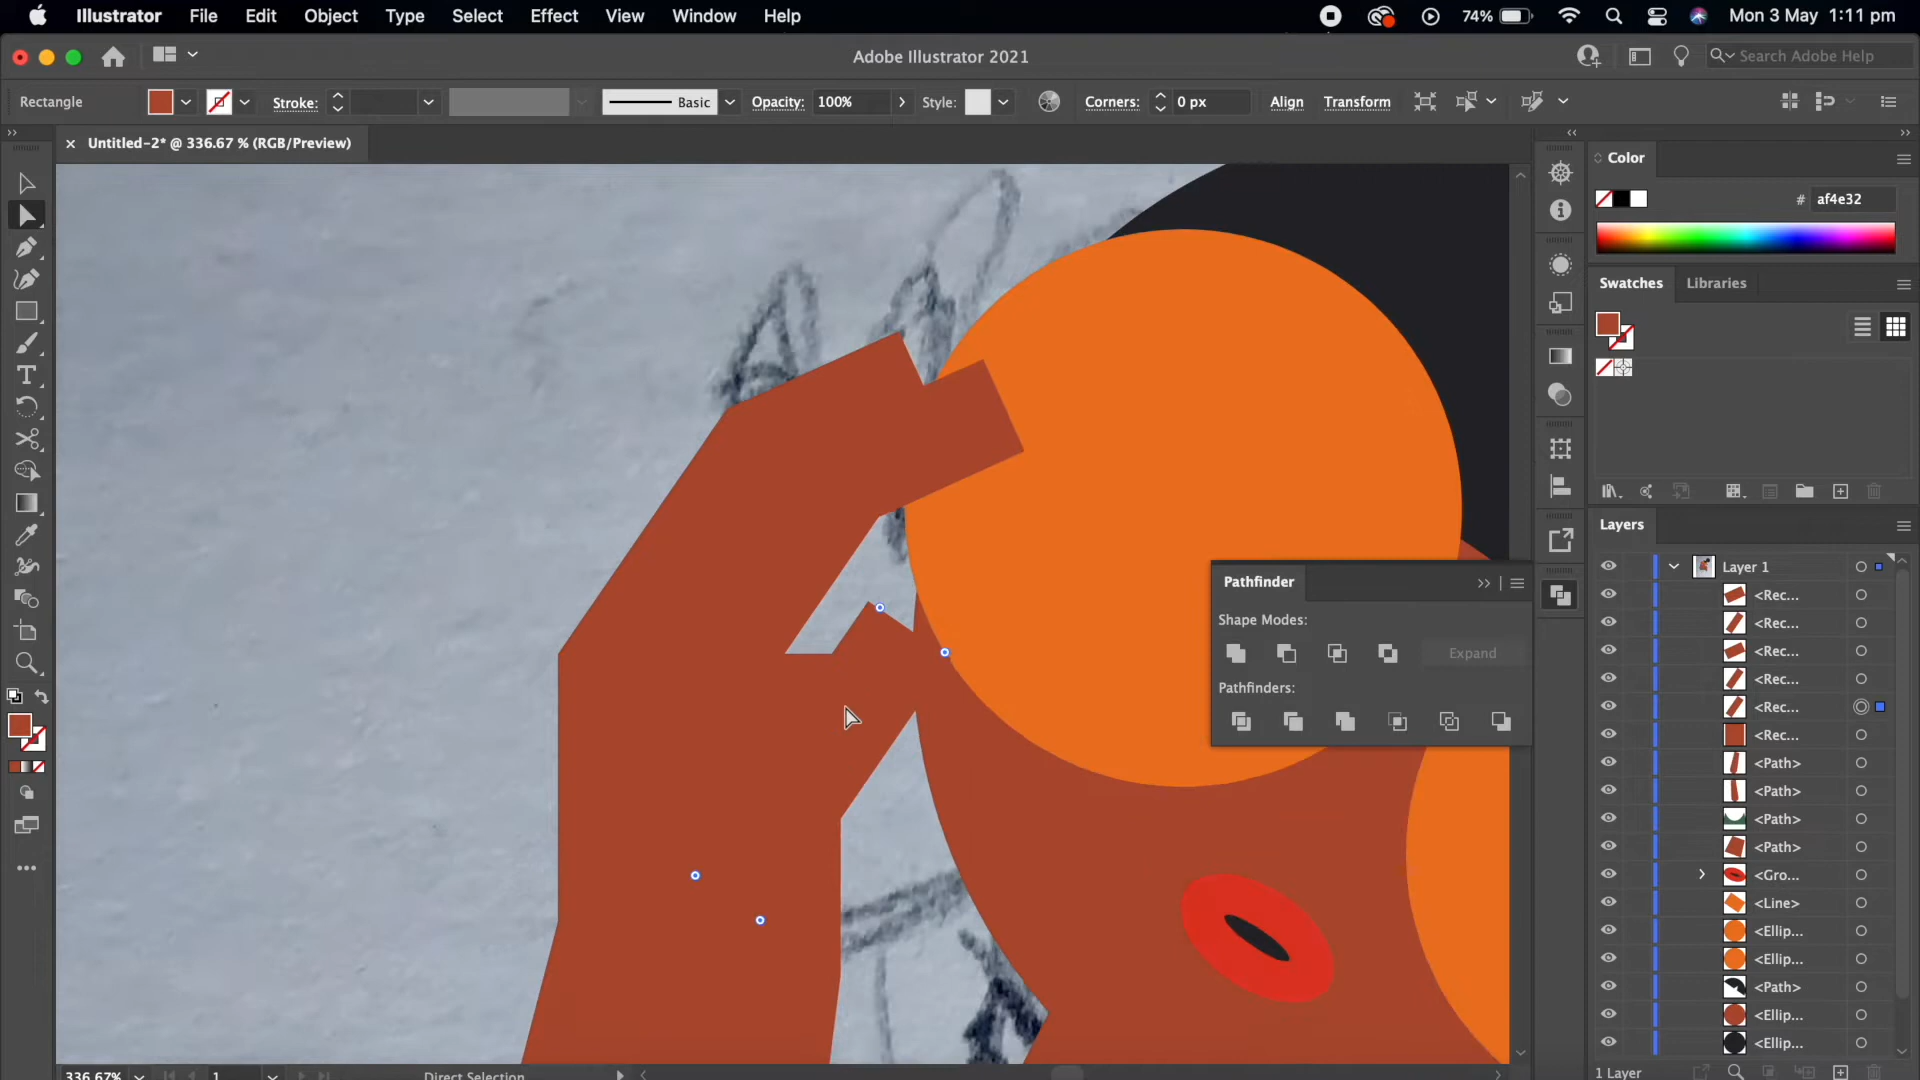 Illustrator File Edit Object Type Select Effect View Window Help 74% Mon 3 May 1:11 pm
Adobe Illustrator 2021 Search Adobe Help
Rectangle Stroke: Basic Opacity: 100% Style: Corners: 0 px Align Transform
× Untitled-2* @ 336.67 % (RGB/Preview)
Color
# af4e32
Swatches Libraries
Layers
Layer 1
<Rec...
<Rec...
<Rec...
<Rec...
<Rec...
<Rec...
<Path>
<Path>
<Path>
<Path>
<Gro...
<Line>
<Ellip...
<Ellip...
<Path>
<Ellip...
<Ellip...
1 Layer
Pathfinder
Shape Modes:
Expand
Pathfinders:
336.67% 1 Direct Selection